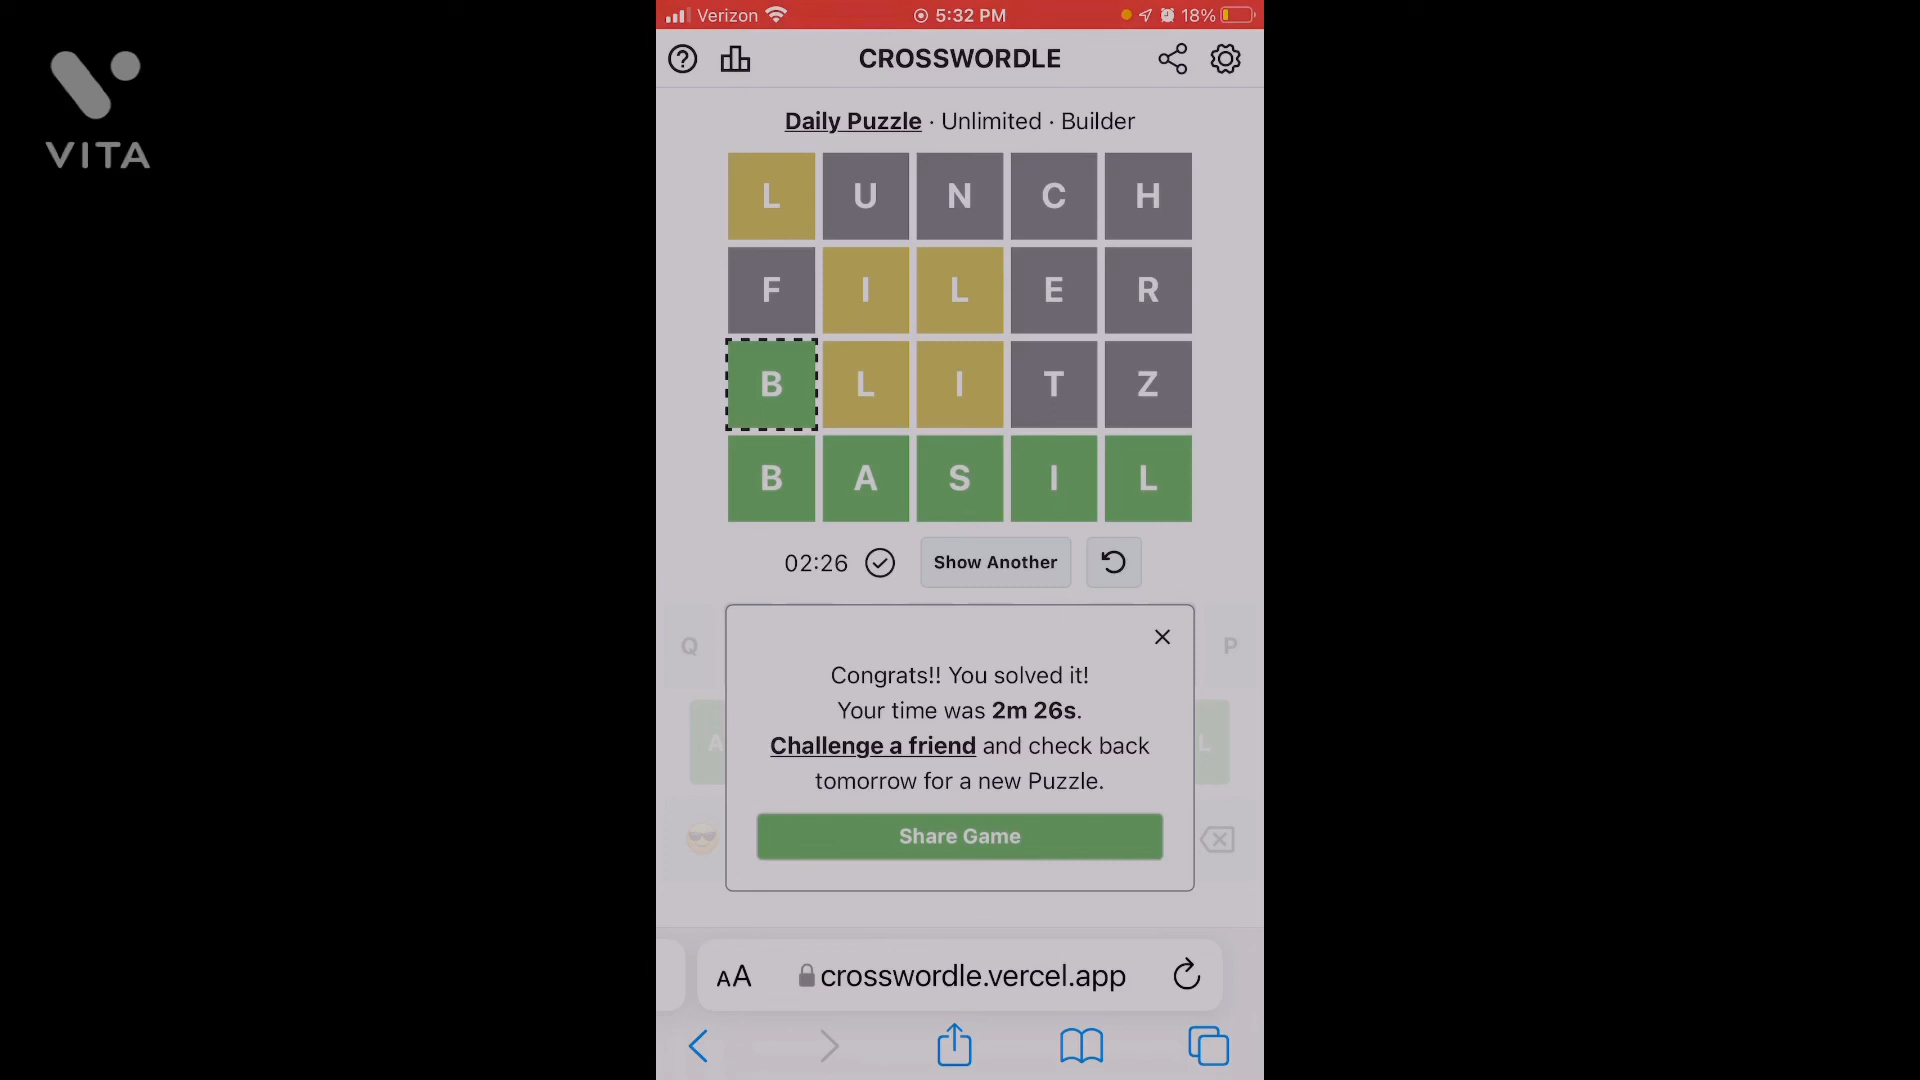 VITA
Verizon 5:32 PM 18%
CROSSWORDLE
Daily Puzzle · Unlimited · Builder
L U N C H
F I L E R
B L I T Z
B A S I L
02:26 Show Another
Q P
Congrats!! You solved it!
A L
Your time was 2m 26s.
Challenge a friend and check back
tomorrow for a new Puzzle.
Share Game
AA crosswordle.vercel.app